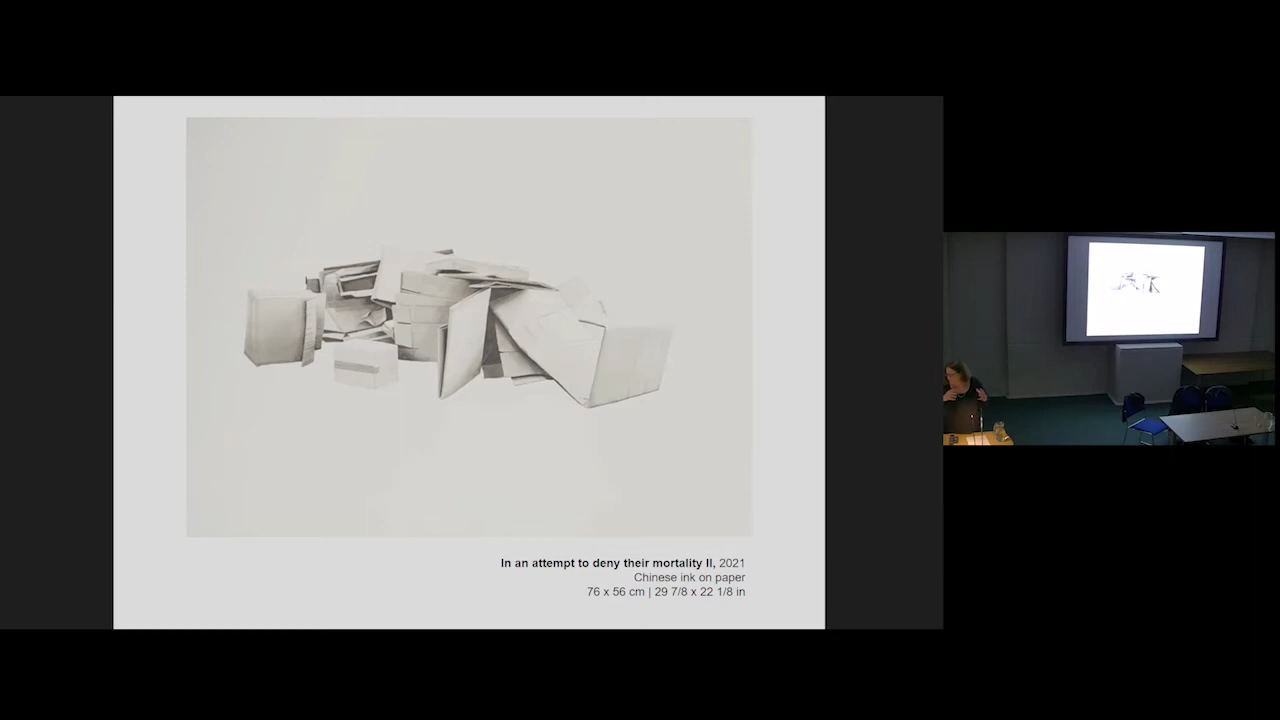 In an attempt to deny their mortality II, 2021
Chinese ink on paper
76 x 56 cm | 29 7/8 x 22 1/8 in